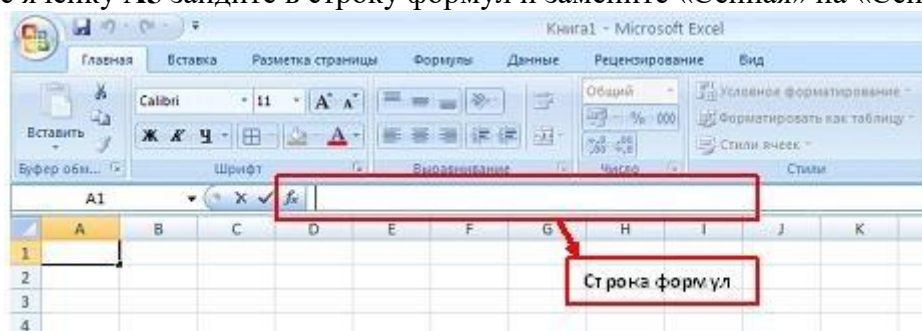 Книга1 - Microsoft Excel
Главная Вставка Разметка страницы Формулы Данные Рецензирование Вид
Calibri 11 А А Общий Условное форматирование
Вставить Ж К Ч А % 000 Форматировать как таблицу
Стили ячеек
Буфер обм... Шрифт Выравнивание Число Стили
A1 fx
A B C D E F G H I J K
1
2
Строка формул
3
4